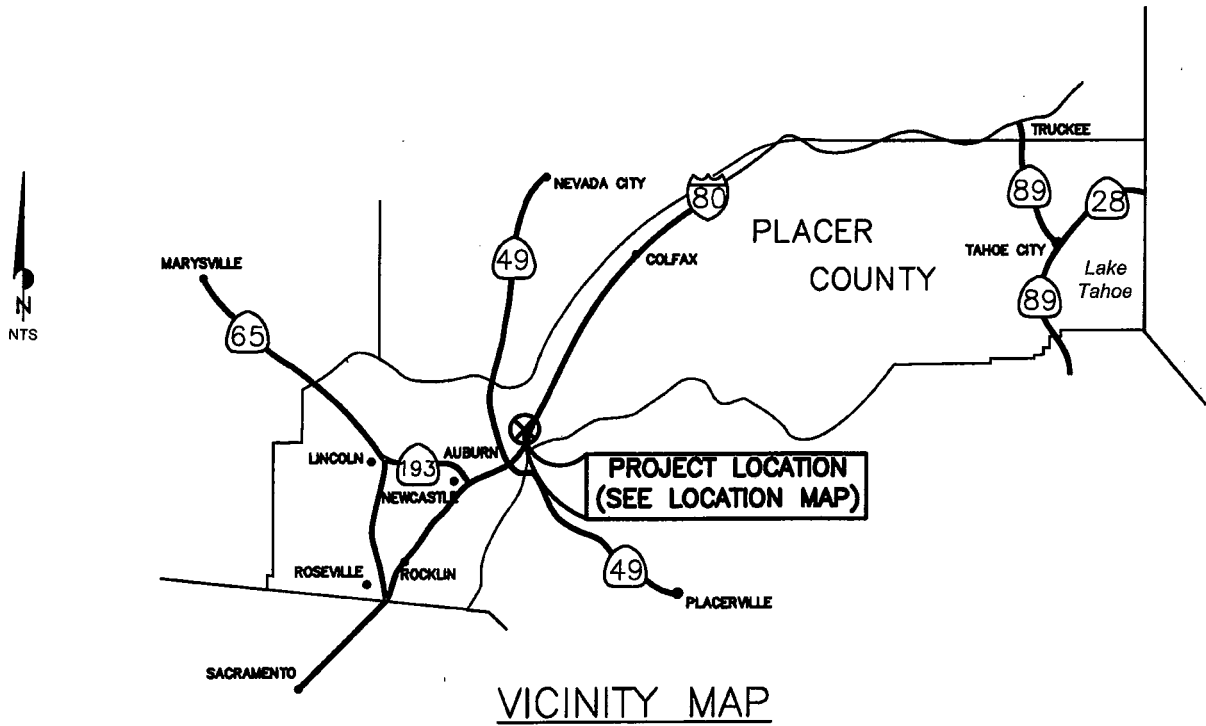 TRUCKEE
NEVADA CITY
80
89
28
PLACER
COUNTY
49
COLFAX
TAHOE CITY
MARYSVILLE
Lake
Tahoe
89
N
NTS
65
AUBURN
LINCOLN
193
NEWCASTLE
PROJECT LOCATION
(SEE LOCATION MAP)
ROSEVILLE
ROCKLIN
49
PLACERVILLE
SACRAMENTO
VICINITY MAP